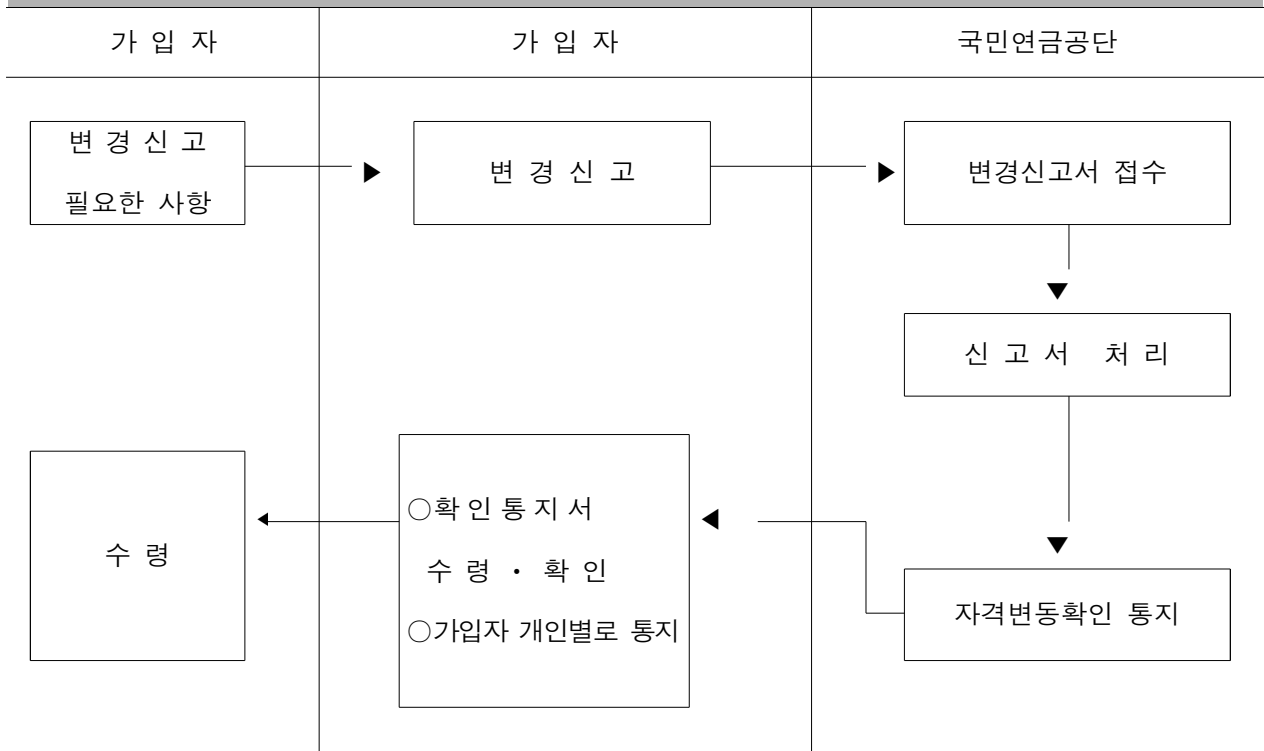 가 입 자
가 입 자
국민연금공단
변 경 신 고
필요한 사항
변 경 신 고
변경신고서 접수
신 고 서 처 리
수 령
○확 인 통 지 서
수 령 · 확 인
○가입자 개인별로 통지
자격변동확인 통지